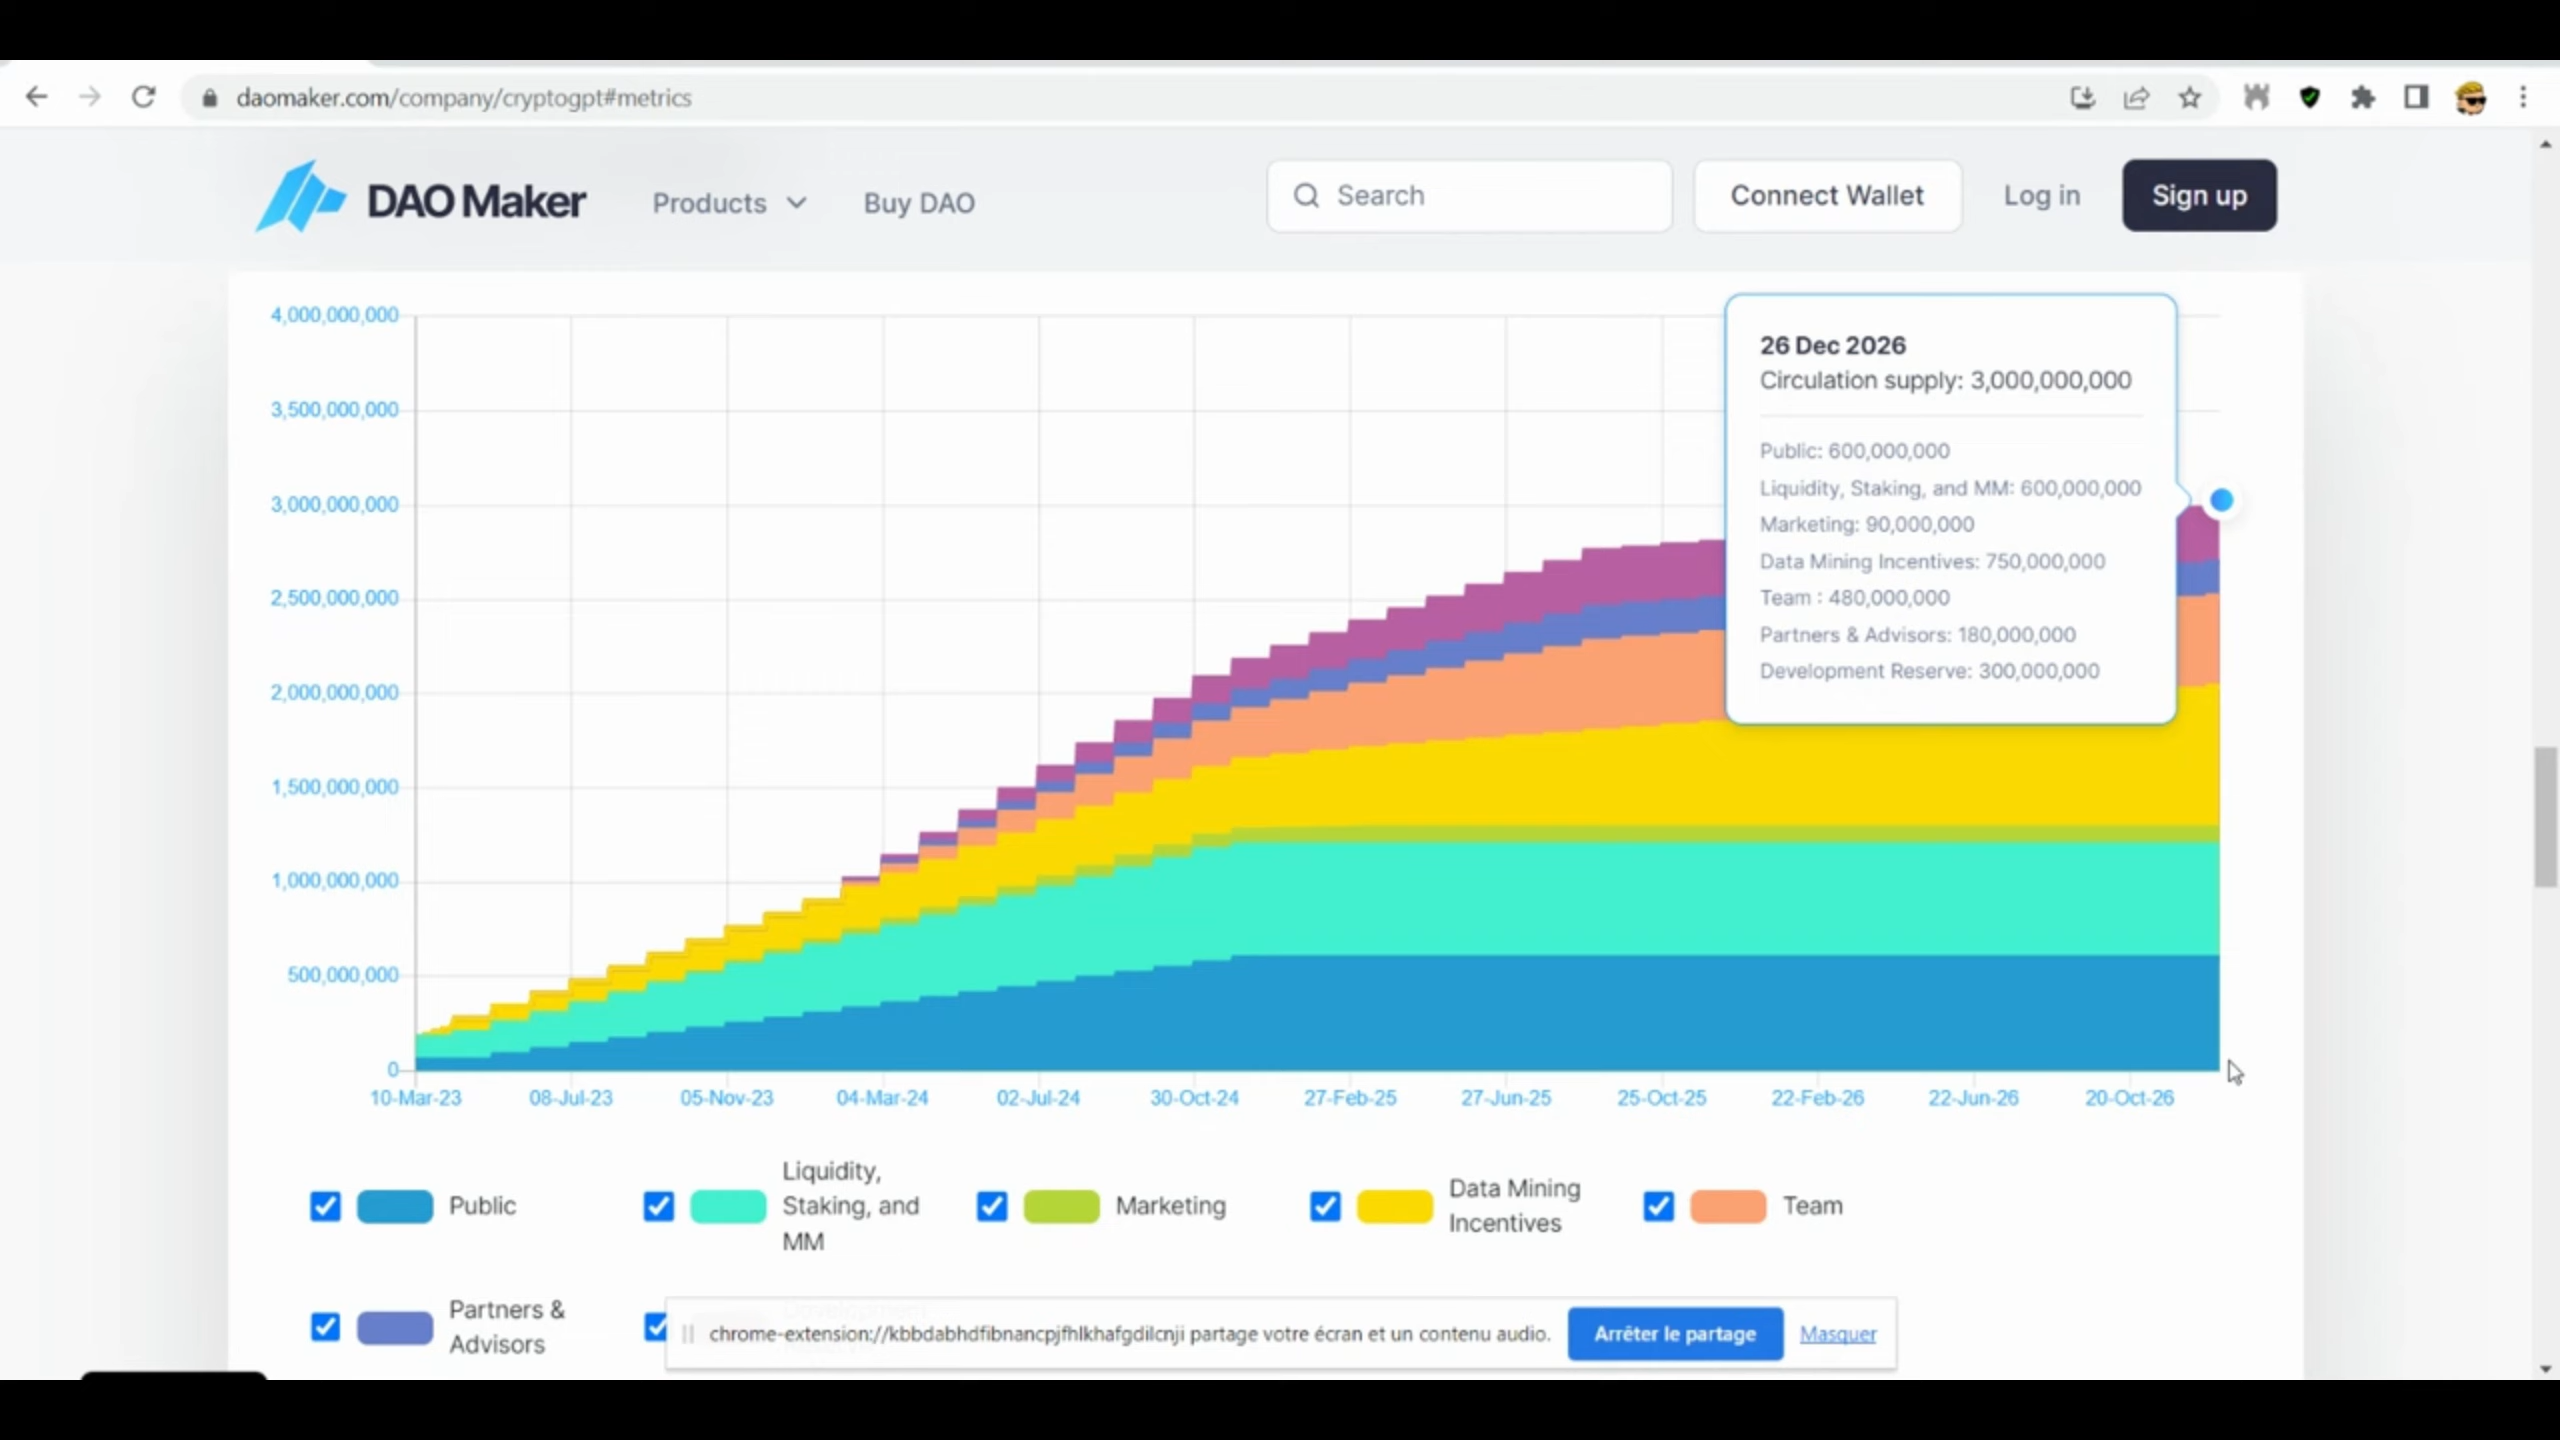 daomaker.com/company/cryptogpt#metrics
DAO Maker
Products
Buy DAO
Search
Connect Wallet
Log in
Sign up
4,000,000,000
3,500,000,000
3,000,000,000
2,500,000,000
2,000,000,000
1,500,000,000
1,000,000,000
500,000,000
0
26 Dec 2026
Circulation supply: 3,000,000,000
Public: 600,000,000
Liquidity, Staking, and MM: 600,000,000
Marketing: 90,000,000
Data Mining Incentives: 750,000,000
Team : 480,000,000
Partners & Advisors: 180,000,000
Development Reserve: 300,000,000
10-Mar-23
08-Jul-23
05-Nov-23
04-Mar-24
02-Jul-24
30-Oct-24
27-Feb-25
27-Jun-25
25-Oct-25
22-Feb-26
22-Jun-26
20-Oct-26
Public
Liquidity,
Staking, and
MM
Marketing
Data Mining
Incentives
Team
Partners &
Advisors
chrome-extension://kbbdabhdfibnancpjfhlkhafgdilcnji partage votre écran et un contenu audio.
Arrêter le partage
Masquer